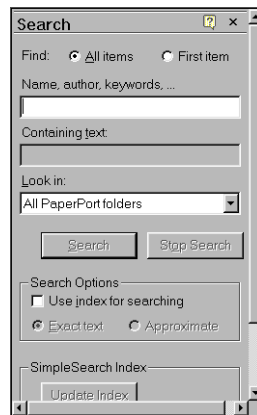 Search
Find: All items First item
Name, author, keywords, ...
Containing text:
Look in:
All PaperPort folders
Search Stop Search
Search Options
Use index for searching
Exact text Approximate
SimpleSearch Index
Update Index